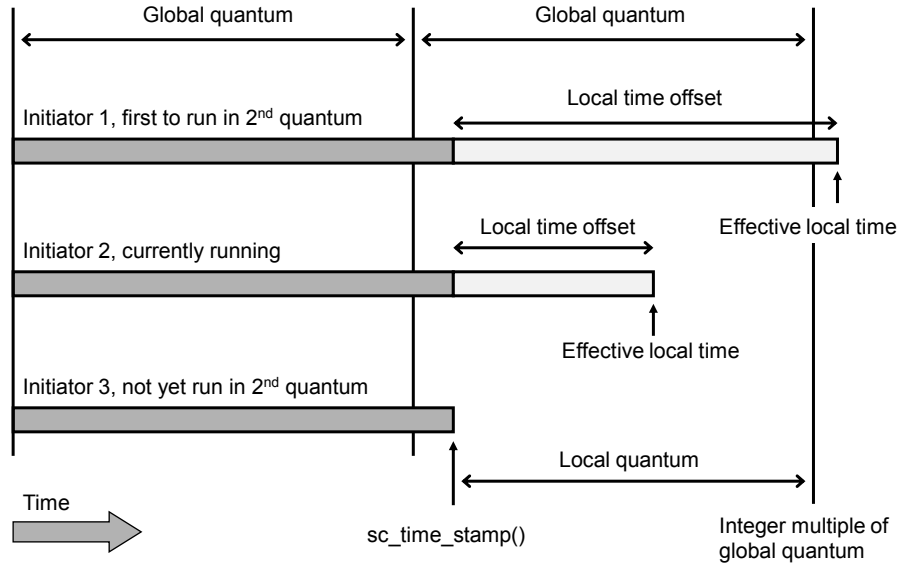 Global quantum
Global quantum
Local time offset
Initiator 1, first to run in 2nd quantum
Effective local time
Local time offset
Initiator 2, currently running
Effective local time
Initiator 3, not yet run in 2nd quantum
Local quantum
Time
sc_time_stamp()
Integer multiple of
global quantum